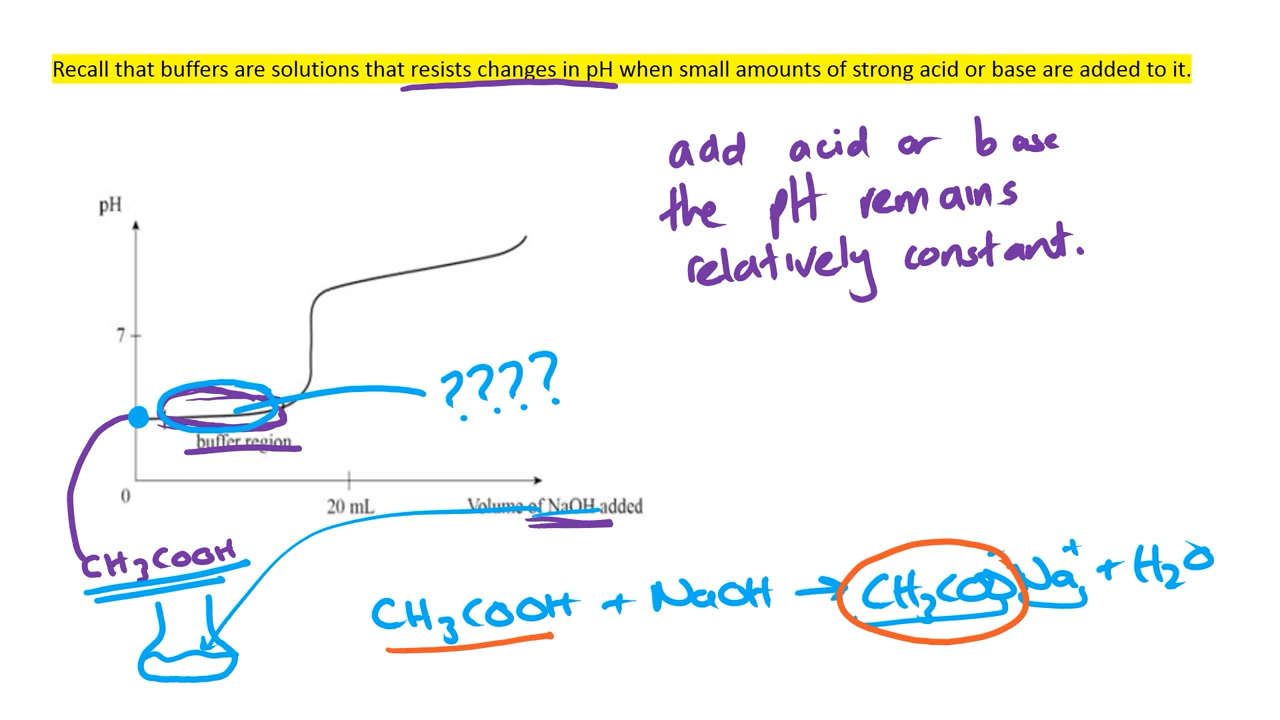 Recall that buffers are solutions that resists changes in pH when small amounts of strong acid or base are added to it.
add acid or base
the pH remains
relatively constant.
pH
7
????
buffer region
0
20 mL
Volume of NaOH added
CH₃COOH
CH₃COOH + NaOH → CH₃COO⁻Na⁺ + H₂O